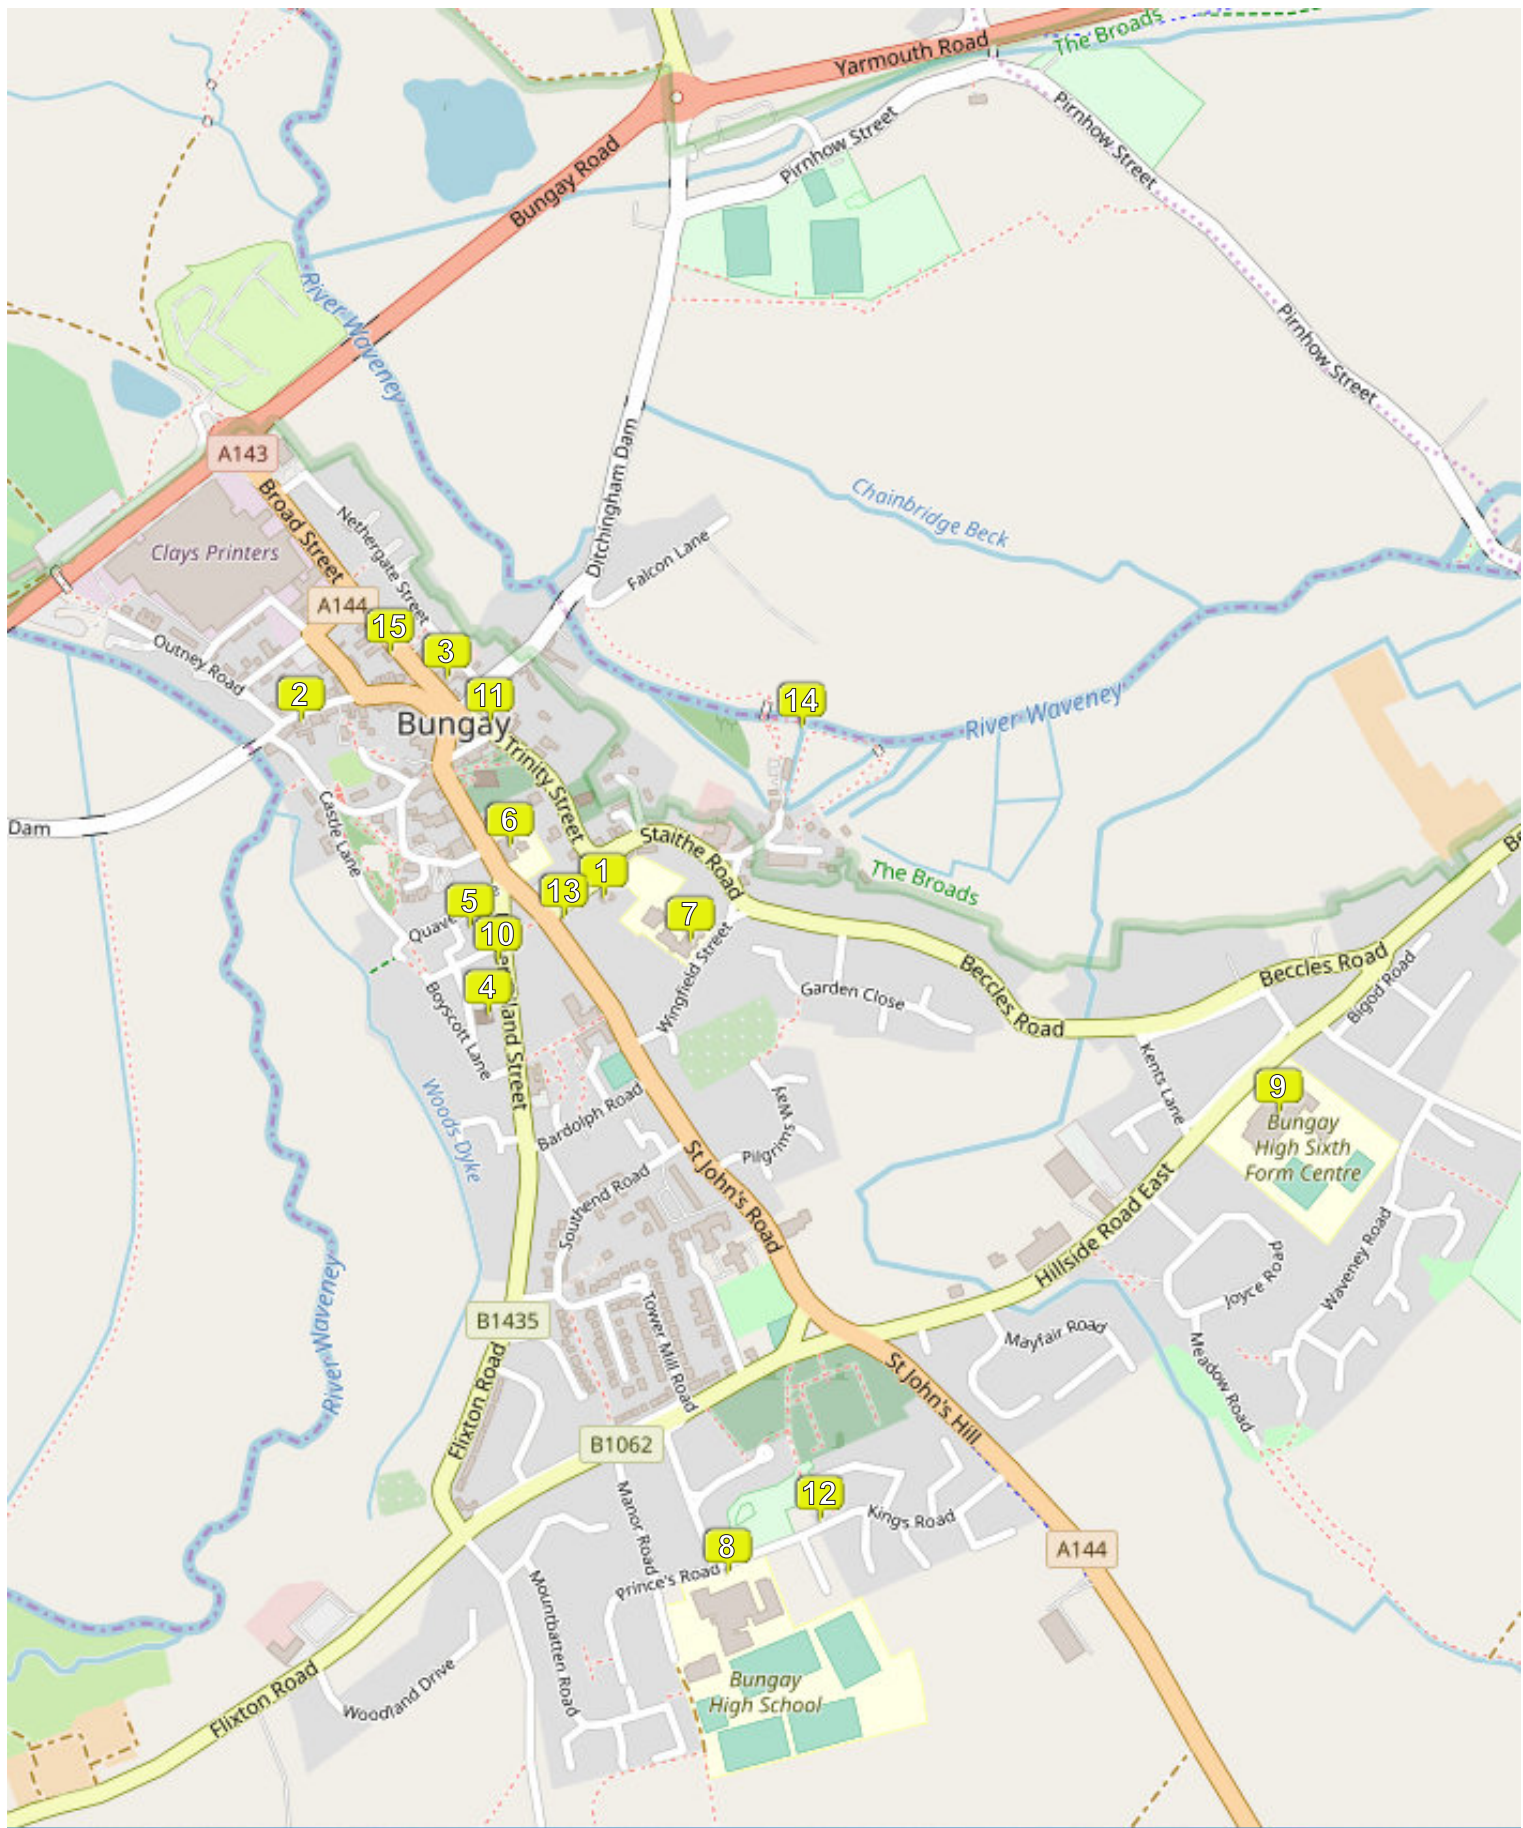 Yarmouth Road
The Broads
Pirnhow Street
Pirnhow Street
Bungay Road
River Waveney
Pirnhow Street
A143
Broad Street
Nethergate Street
Clays Printers
Ditchingham Dam
Falcon Lane
Chainbridge Beck
A144
15
3
Outney Road
2
11
14
Bungay
River Waveney
Trinity Street
Castle Lane
Dam
6
Staithe Road
1
The Broads
13
5
7
10
4
Wingfield Street
Garden Close
Beccles Road
Beccles Road
Bigod Road
Boyscott Lane
Woods Dyke
Bardolph Road
Pilgrims Way
Kents Lane
9
Bungay
High Sixth
Form Centre
Southend Road
St John's Road
Hillside Road East
Joyce Road
Waveney Road
River Waveney
B1435
Tower Mill Road
Mayfair Road
Meadow Road
Flixton Road
St John's Hill
B1062
12
Manor Road
Kings Road
8
A144
Prince's Road
Mountbatten Road
Bungay
High School
Woodland Drive
Flixton Road